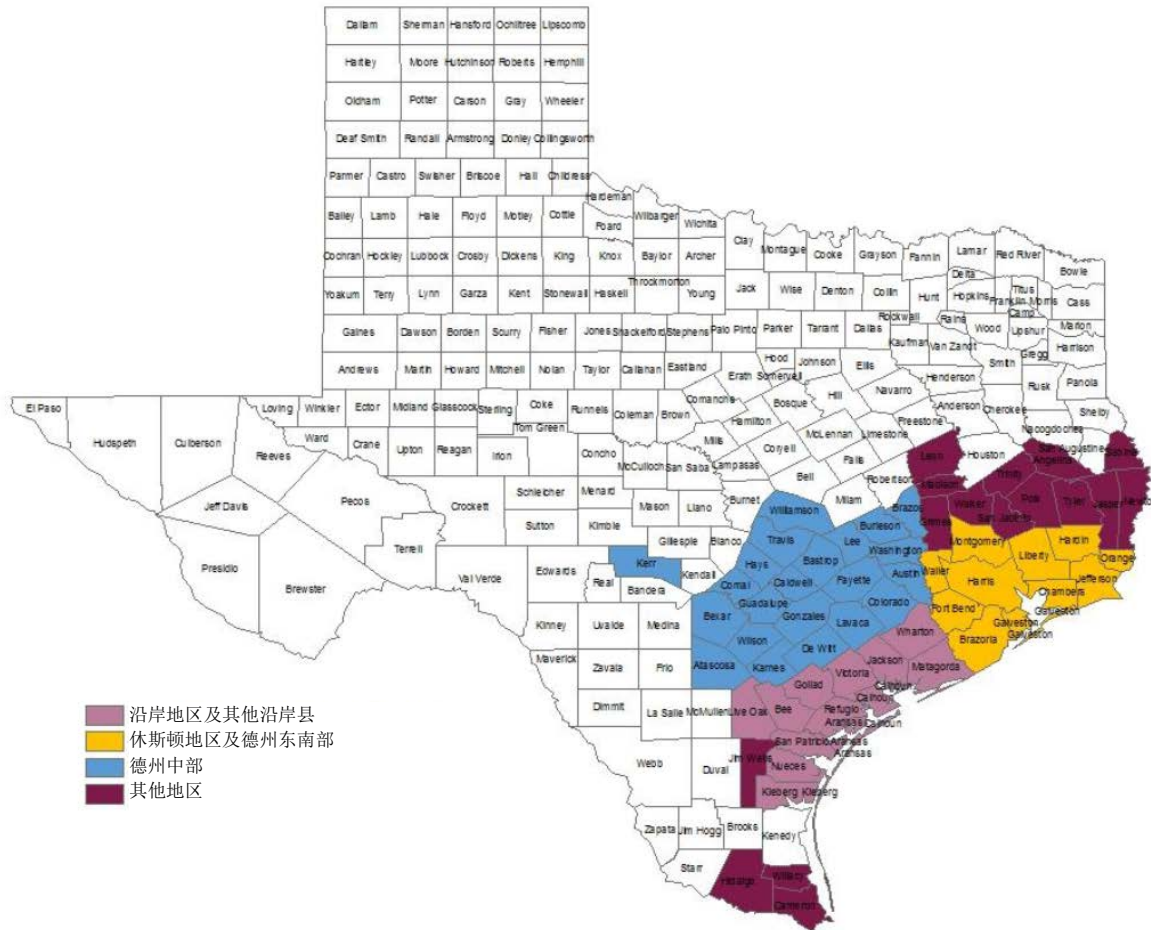 Dallam Sherman Hansford Ochiltree Lipscomb
Hartley Moore Hutchinson Roberts Hemphill
Oldham Potter Carson Gray Wheeler
Deaf Smith Randall Armstrong Donley Collingsworth
Parmer Castro Swisher Briscoe Hall Childress
Hardeman
Bailey Lamb Hale Floyd Motley Cottle Foard Wilbarger Wichita
Clay Montague Cooke Grayson Fannin Lamar Red River Bowie
Cochran Hockley Lubbock Crosby Dickens King Knox Baylor Archer
Delta Titus
Yoakum Terry Lynn Garza Kent Stonewall Haskell Throckmorton Young Jack Wise Denton Collin Hunt Hopkins Franklin Morris Cass
Rockwall Rains Camp
Gaines Dawson Borden Scurry Fisher Jones Shackelford Stephens Palo Pinto Parker Tarrant Dallas Kaufman Wood Upshur Marion
Van Zandt Gregg Harrison
Andrews Martin Howard Mitchell Nolan Taylor Callahan Eastland Hood Johnson Ellis Smith
Erath Somervell Henderson Rusk Panola
El Paso Hudspeth Culberson Loving Winkler Ector Midland Glasscock Sterling Coke Runnels Coleman Brown Comanche Bosque Hill Navarro Anderson Cherokee Shelby
Ward Crane Upton Reagan Irion Tom Green Hamilton Freestone Nacogdoches
Reeves Concho McCulloch San Saba Mills Coryell McLennan Limestone Leon Houston San Augustine Sabine
Lampasas Falls Angelina
Jeff Davis Pecos Crockett Schleicher Menard Mason Llano Burnet Bell Robertson Madison Trinity
Milam Walker Polk Tyler Jasper Newton
Sutton Kimble Williamson Brazos Grimes San Jacinto
Presidio Brewster Terrell Gillespie Blanco Travis Lee Burleson Montgomery Hardin
Val Verde Edwards Kerr Kendall Hays Bastrop Washington Liberty Orange
Real Bandera Comal Caldwell Fayette Austin Waller Harris Jefferson
Kinney Uvalde Medina Bexar Guadalupe Gonzales Colorado Fort Bend Chambers
Galveston
Wilson Lavaca Galveston
Galveston
Maverick Zavala Frio Atascosa Karnes De Witt Wharton Brazoria
Dimmit La Salle McMullen Live Oak Bee Goliad Victoria Jackson Matagorda
Calhoun
Calhoun
Refugio Calhoun
Aransas
Webb Duval Jim Wells San Patricio Aransas
Aransas
Nueces
Kleberg Kleberg
Zapata Jim Hogg Brooks Kenedy
Starr Hidalgo Willacy
Cameron
沿岸地区及其他沿岸县
休斯顿地区及德州东南部
德州中部
其他地区